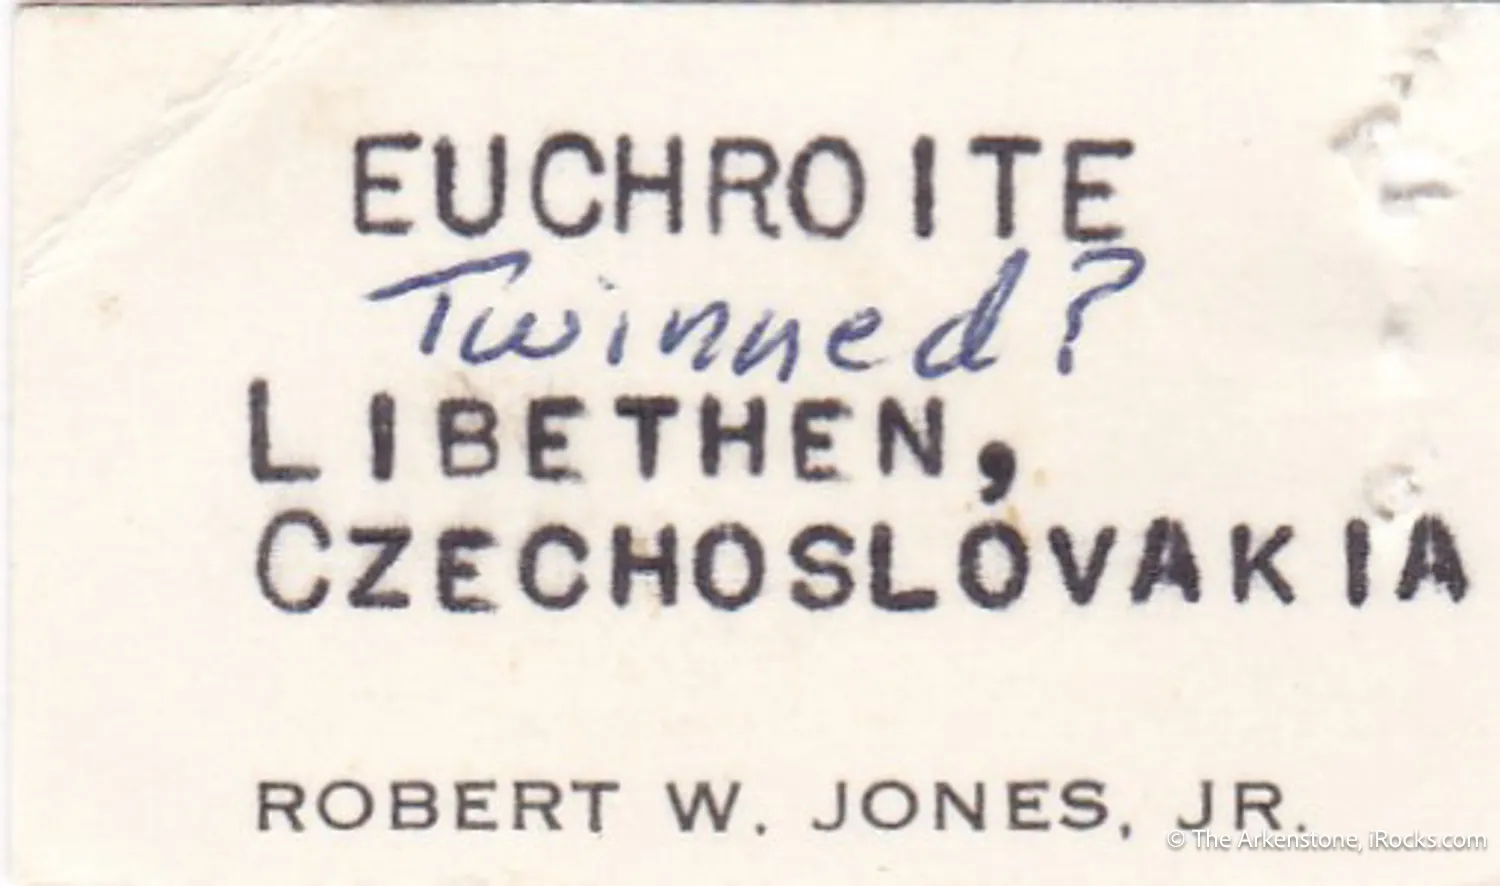 EUCHROITE
Twinned?
LIBETHEN,
CZECHOSLOVAKIA
ROBERT W. JONES, JR.
© The Arkenstone, iRocks.com